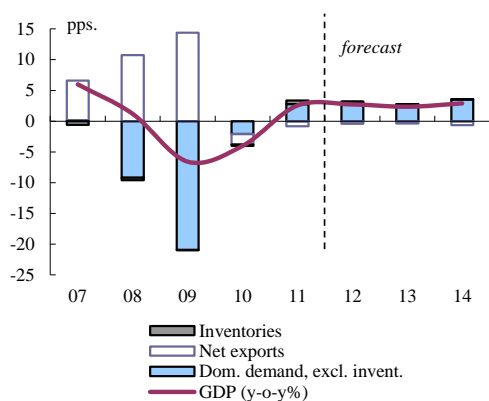 pps.
forecast
15
10
5
0
-5
-10
-15
-20
-25
07 08 09 10 11 12 13 14
Inventories
Net exports
Dom. demand, excl. invent.
GDP (y-o-y%)